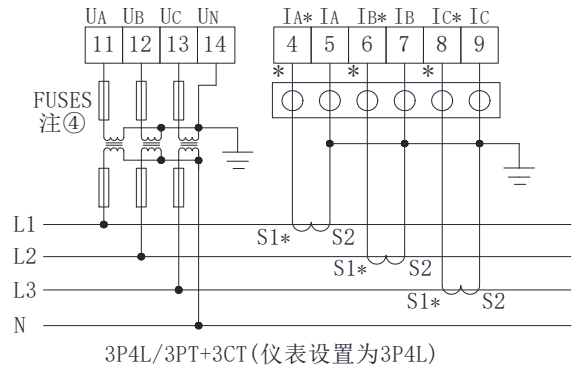 UA UB UC UN IA* IA IB* IB IC* IC
11 12 13 14 4 5 6 7 8 9
* * *
FUSES
注④
L1
S1* S2
L2
S1* S2
L3
S1* S2
N
3P4L/3PT+3CT(仪表设置为3P4L)